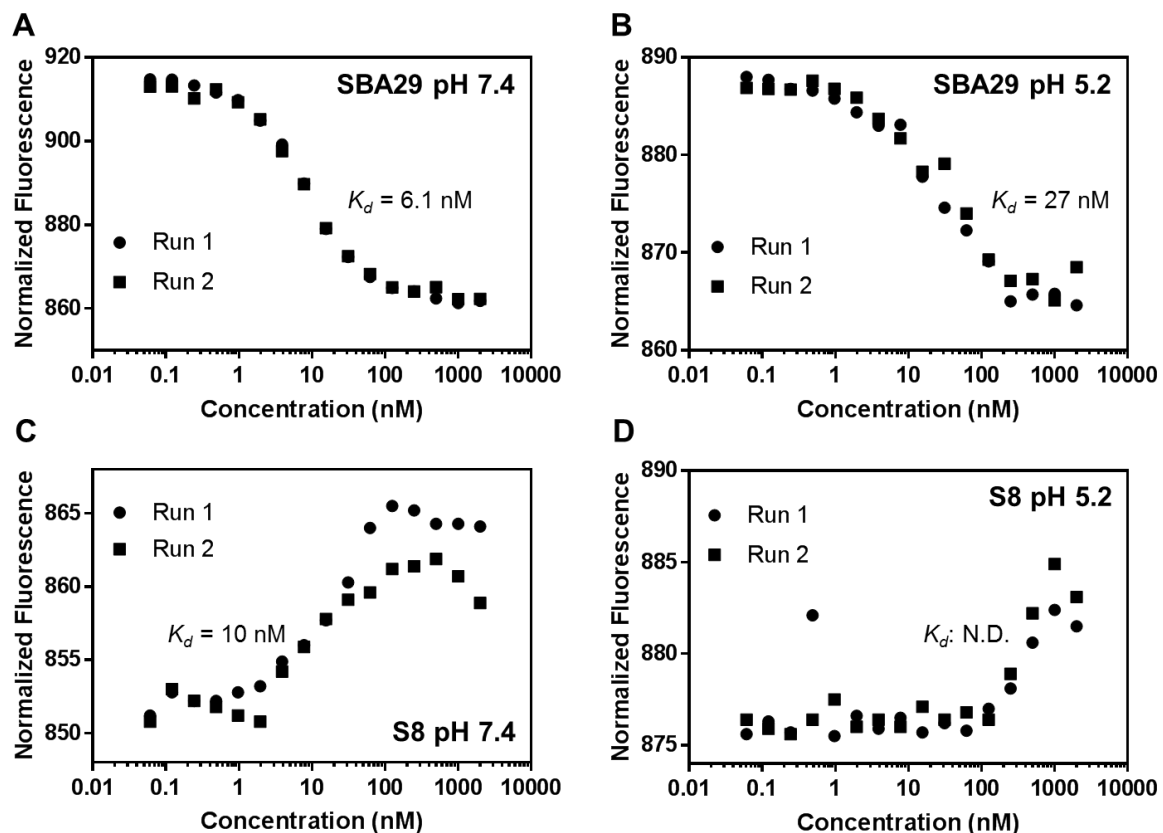 A
Normalized Fluorescence
920
900
880
860
SBA29 pH 7.4
Kd = 6.1 nM
Run 1
Run 2
0.01 0.1 1 10 100 1000 10000
Concentration (nM)
B
Normalized Fluorescence
890
880
870
860
SBA29 pH 5.2
Kd = 27 nM
Run 1
Run 2
0.01 0.1 1 10 100 1000 10000
Concentration (nM)
C
Normalized Fluorescence
865
860
855
850
Run 1
Run 2
Kd = 10 nM
S8 pH 7.4
0.01 0.1 1 10 100 1000 10000
Concentration (nM)
D
Normalized Fluorescence
890
885
880
875
S8 pH 5.2
Run 1
Run 2
Kd: N.D.
0.01 0.1 1 10 100 1000 10000
Concentration (nM)